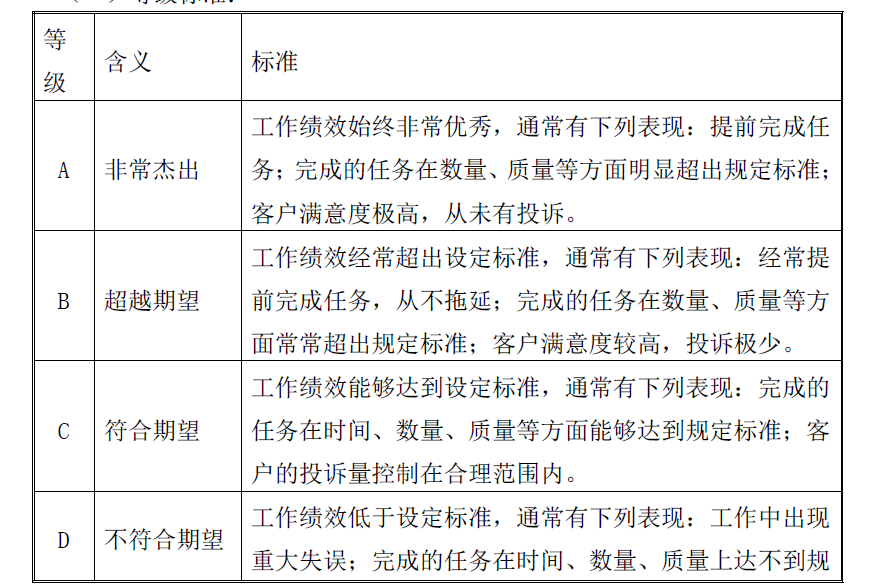 等级
含义
标准
A
非常杰出
工作绩效始终非常优秀，通常有下列表现：提前完成任
务；完成的任务在数量、质量等方面明显超出规定标准；
客户满意度极高，从未有投诉。
B
超越期望
工作绩效经常超出设定标准，通常有下列表现：经常提
前完成任务，从不拖延；完成的任务在数量、质量等方
面常常超出规定标准；客户满意度较高，投诉极少。
C
符合期望
工作绩效能够达到设定标准，通常有下列表现：完成的
任务在时间、数量、质量等方面能够达到规定标准；客
户的投诉量控制在合理范围内。
D
不符合期望
工作绩效低于设定标准，通常有下列表现：工作中出现
重大失误；完成的任务在时间、数量、质量上达不到规